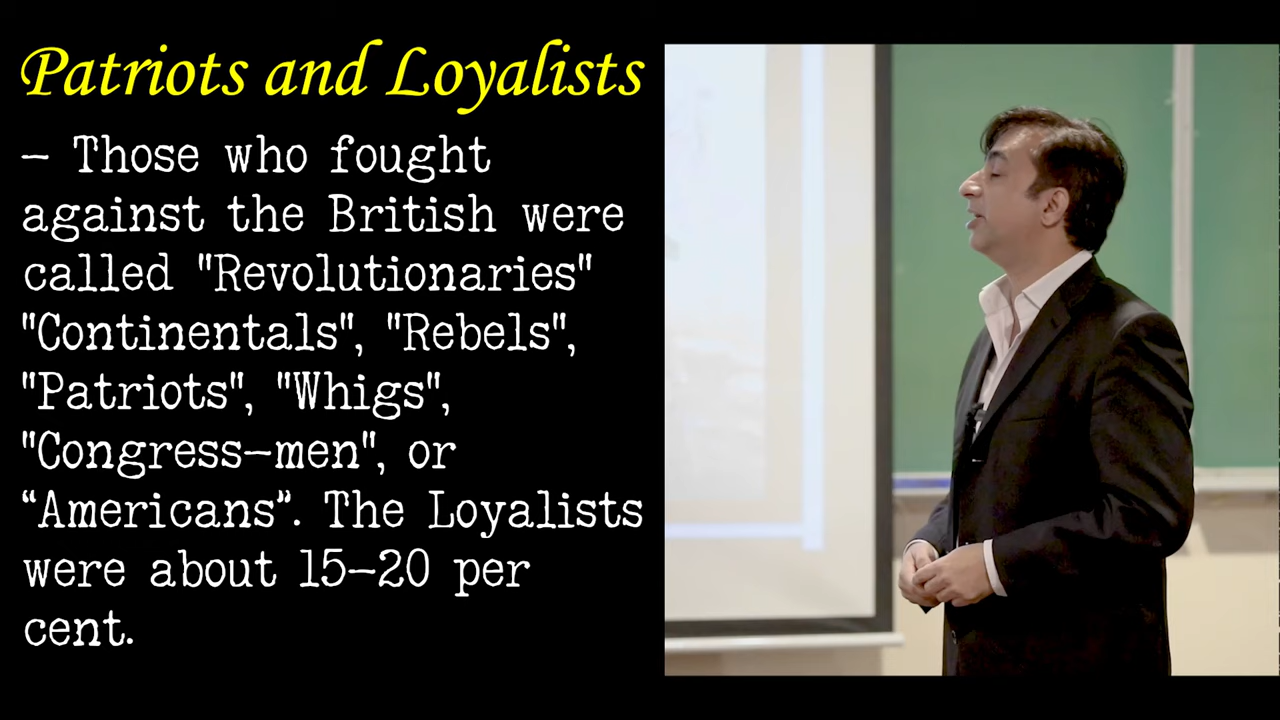 Patriots and Loyalists
– Those who fought
against the British were
called "Revolutionaries"
"Continentals", "Rebels",
"Patriots", "Whigs",
"Congress-men", or
“Americans”. The Loyalists
were about 15-20 per
cent.